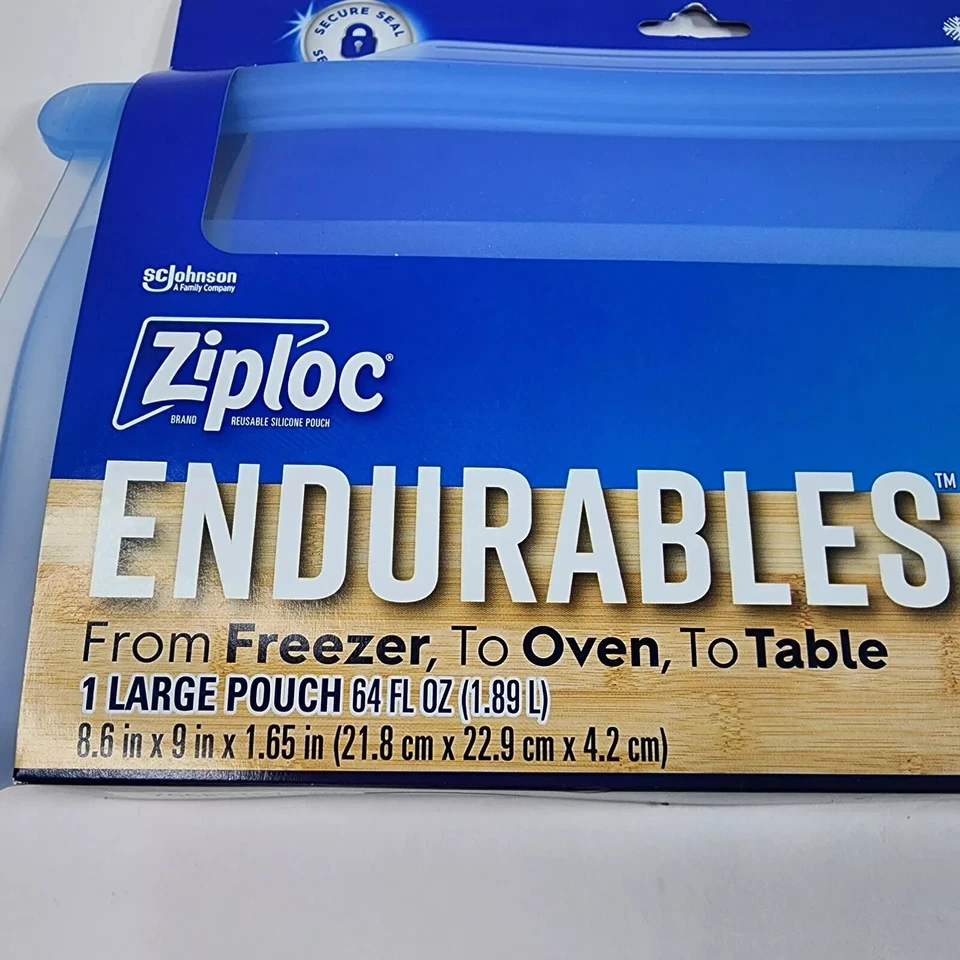 SECURE SEAL
SE
scJohnson
A Family Company
Ziploc®
BRAND REUSABLE SILICONE POUCH
ENDURABLES™
From Freezer, To Oven, To Table
1 LARGE POUCH 64 FL OZ (1.89 L)
8.6 in x 9 in x 1.65 in (21.8 cm x 22.9 cm x 4.2 cm)